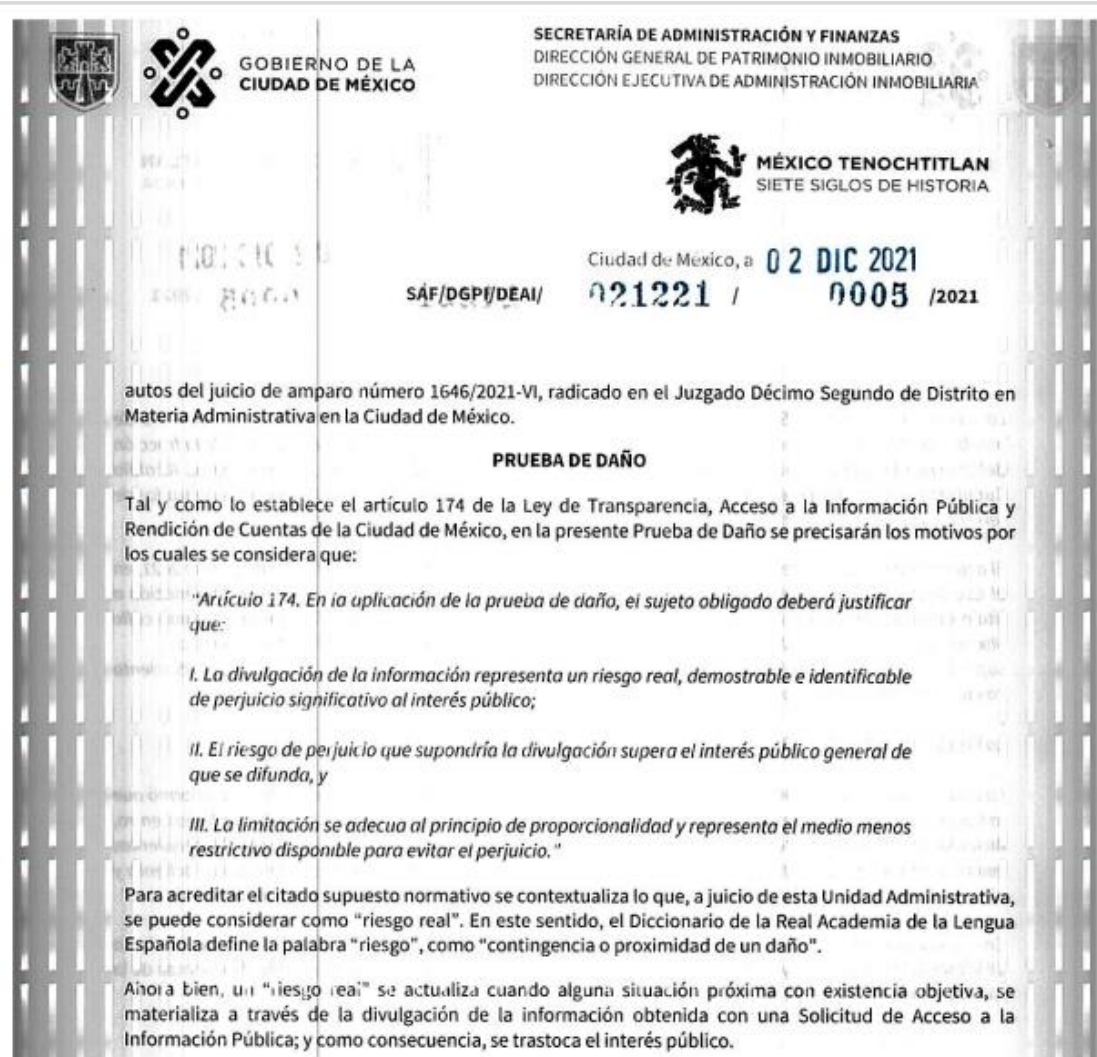 GOBIERNO DE LA
CIUDAD DE MÉXICO
SECRETARÍA DE ADMINISTRACIÓN Y FINANZAS
DIRECCIÓN GENERAL DE PATRIMONIO INMOBILIARIO
DIRECCIÓN EJECUTIVA DE ADMINISTRACIÓN INMOBILIARIA
MÉXICO TENOCHTITLAN
SIETE SIGLOS DE HISTORIA
Ciudad de México, a 02 DIC 2021
SAF/DGPI/DEAI/ 021221 / 0005 /2021
autos del juicio de amparo número 1646/2021-VI, radicado en el Juzgado Décimo Segundo de Distrito en
Materia Administrativa en la Ciudad de México.
PRUEBA DE DAÑO
Tal y como lo establece el artículo 174 de la Ley de Transparencia, Acceso a la Información Pública y
Rendición de Cuentas de la Ciudad de México, en la presente Prueba de Daño se precisarán los motivos por
los cuales se considera que:
"Artículo 174. En la aplicación de la prueba de daño, el sujeto obligado deberá justificar
que:
I. La divulgación de la información representa un riesgo real, demostrable e identificable
de perjuicio significativo al interés público;
II. El riesgo de perjuicio que supondría la divulgación supera el interés público general de
que se difunda, y
III. La limitación se adecua al principio de proporcionalidad y representa el medio menos
restrictivo disponible para evitar el perjuicio."
Para acreditar el citado supuesto normativo se contextualiza lo que, a juicio de esta Unidad Administrativa,
se puede considerar como "riesgo real". En este sentido, el Diccionario de la Real Academia de la Lengua
Española define la palabra "riesgo", como "contingencia o proximidad de un daño".
Ahora bien, un "riesgo real" se actualiza cuando alguna situación próxima con existencia objetiva, se
materializa a través de la divulgación de la información obtenida con una Solicitud de Acceso a la
Información Pública; y como consecuencia, se trastoca el interés público.